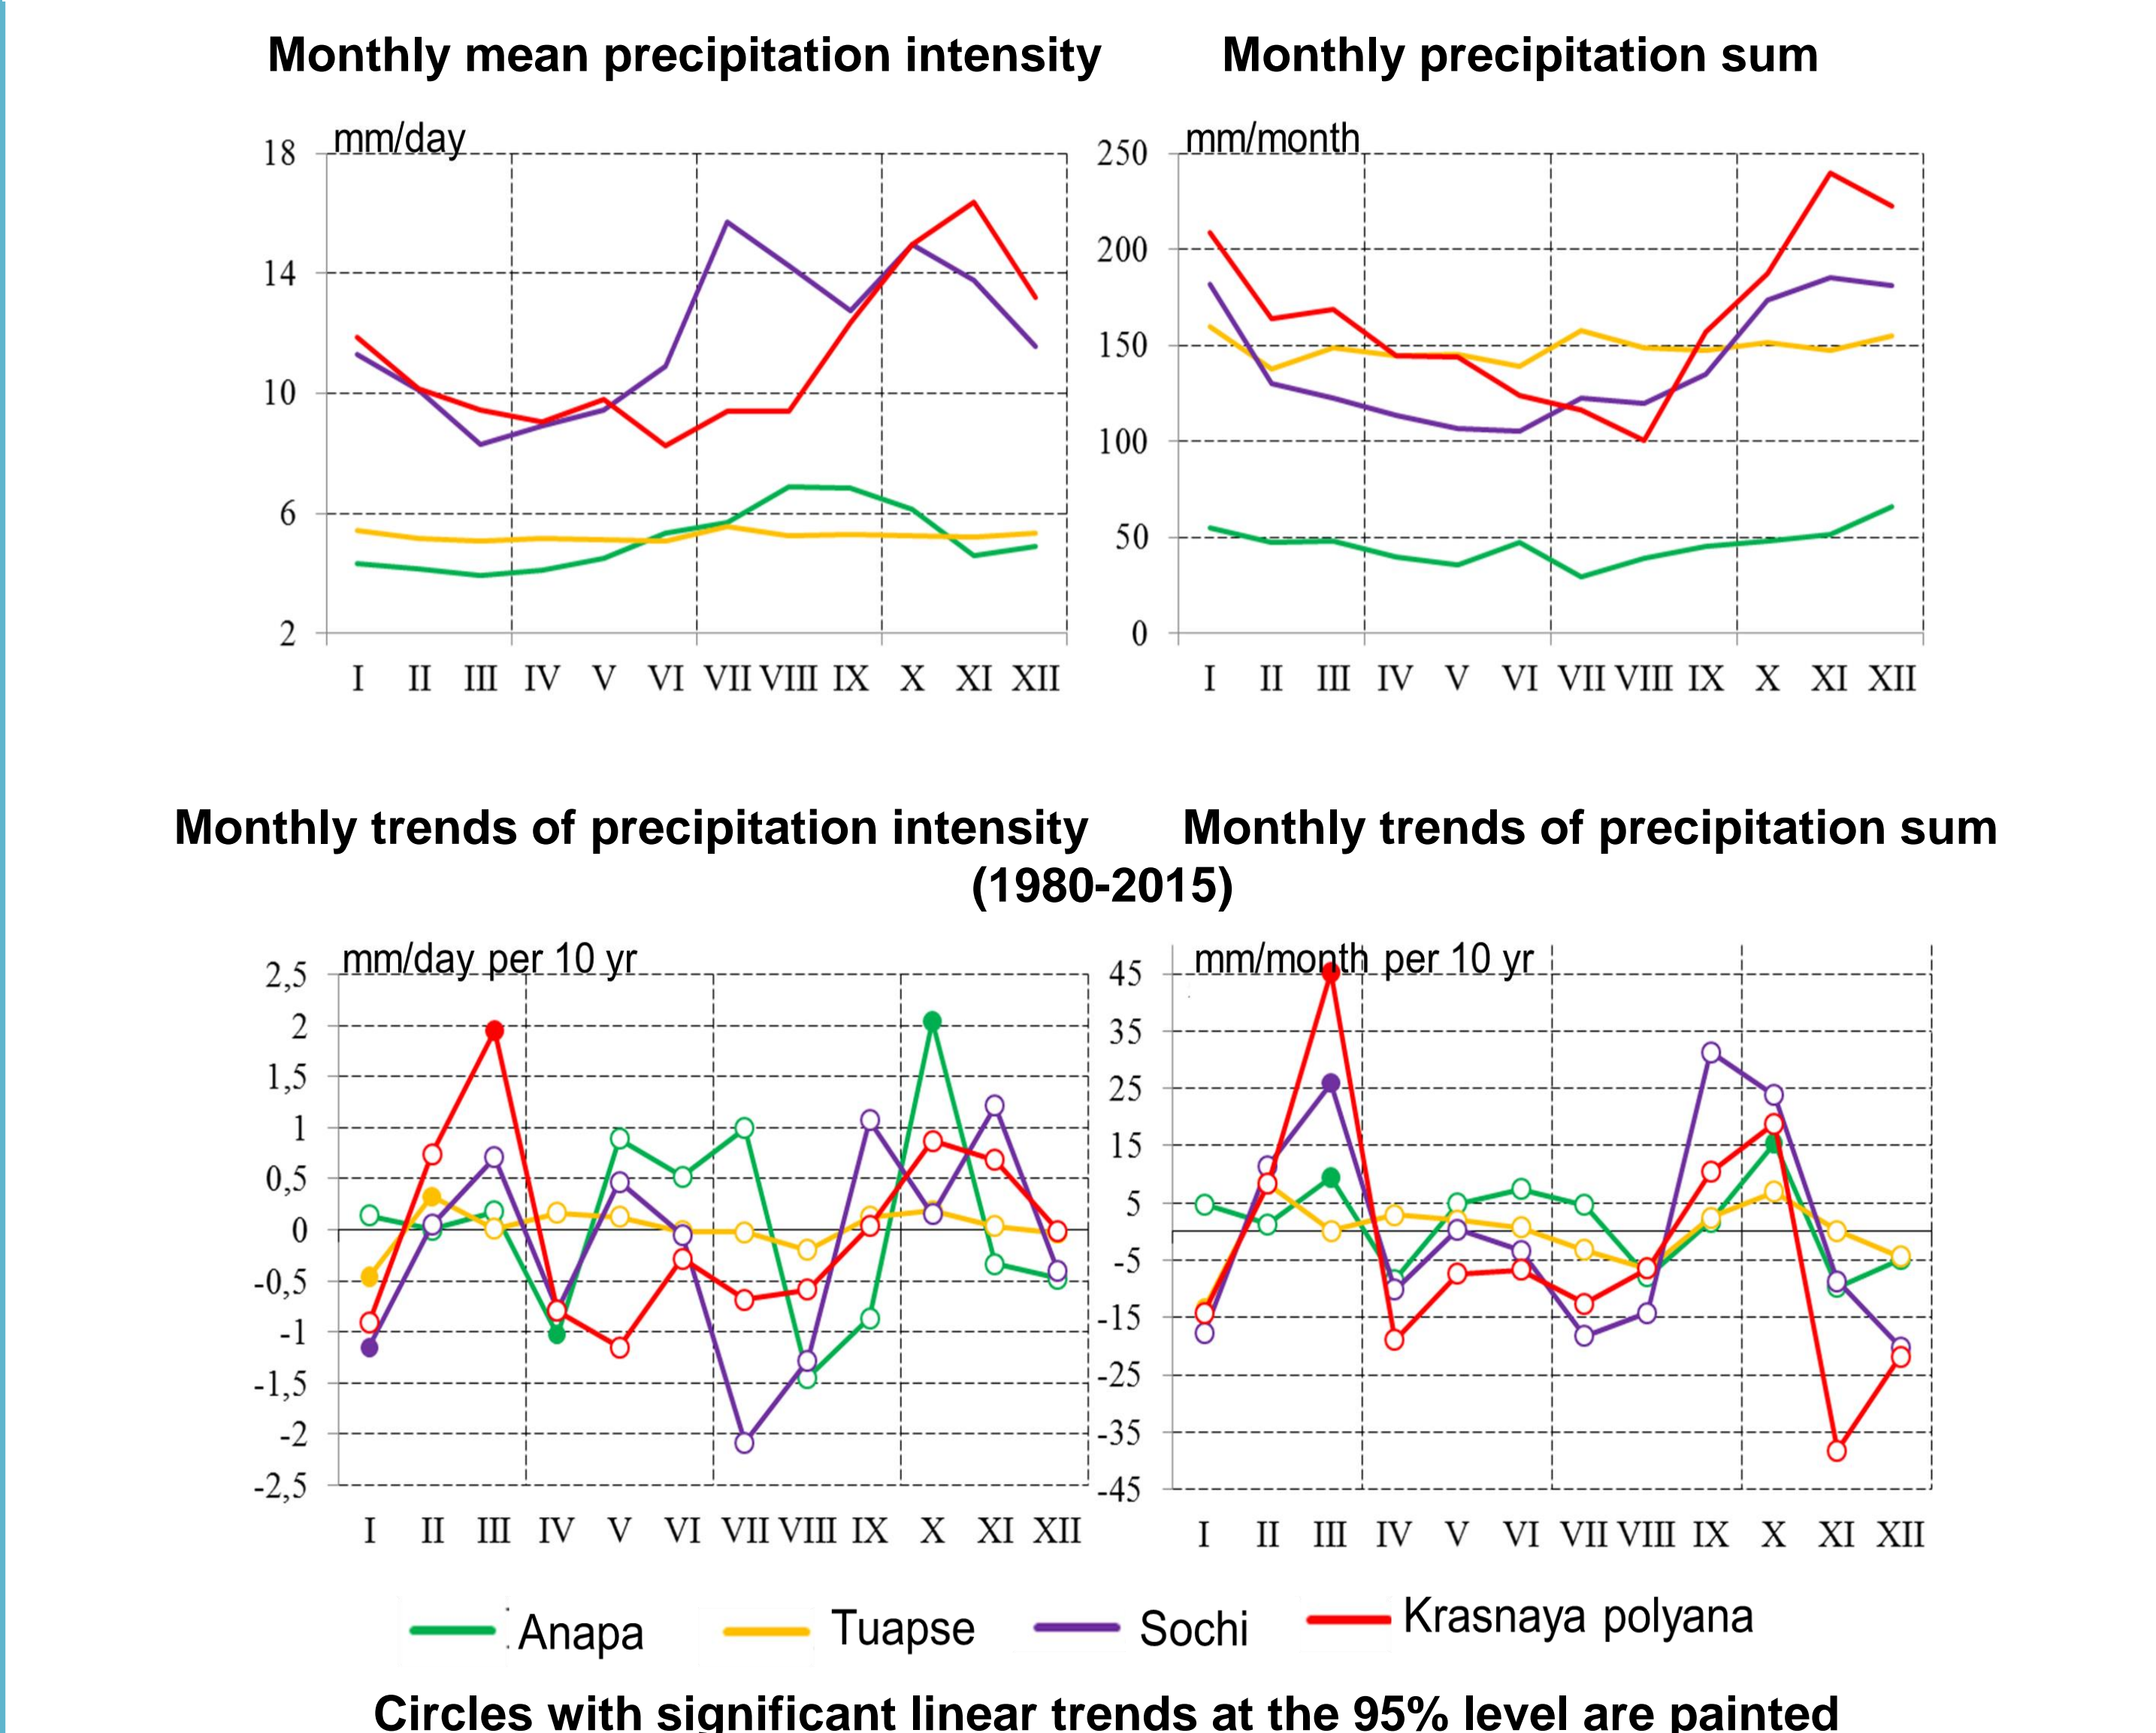 Monthly mean precipitation intensity
Monthly precipitation sum
mm/day
18
14
10
6
2
I II III IV V VI VII VIII IX X XI XII
mm/month
250
200
150
100
50
0
I II III IV V VI VII VIII IX X XI XII
Monthly trends of precipitation intensity
Monthly trends of precipitation sum
(1980-2015)
mm/day per 10 yr
2,5
2
1,5
1
0,5
0
-0,5
-1
-1,5
-2
-2,5
I II III IV V VI VII VIII IX X XI XII
mm/month per 10 yr
45
35
25
15
5
-5
-15
-25
-35
-45
I II III IV V VI VII VIII IX X XI XII
Anapa
Tuapse
Sochi
Krasnaya polyana
Circles with significant linear trends at the 95% level are painted